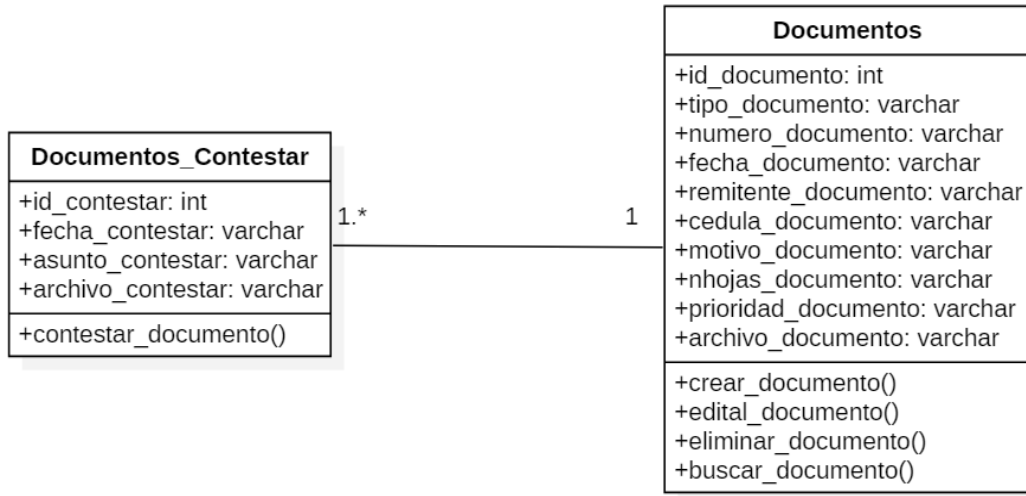 Documentos_Contestar
+id_contestar: int
+fecha_contestar: varchar
+asunto_contestar: varchar
+archivo_contestar: varchar
+contestar_documento()
1.*
1
Documentos
+id_documento: int
+tipo_documento: varchar
+numero_documento: varchar
+fecha_documento: varchar
+remitente_documento: varchar
+cedula_documento: varchar
+motivo_documento: varchar
+nhojas_documento: varchar
+prioridad_documento: varchar
+archivo_documento: varchar
+crear_documento()
+edital_documento()
+eliminar_documento()
+buscar_documento()